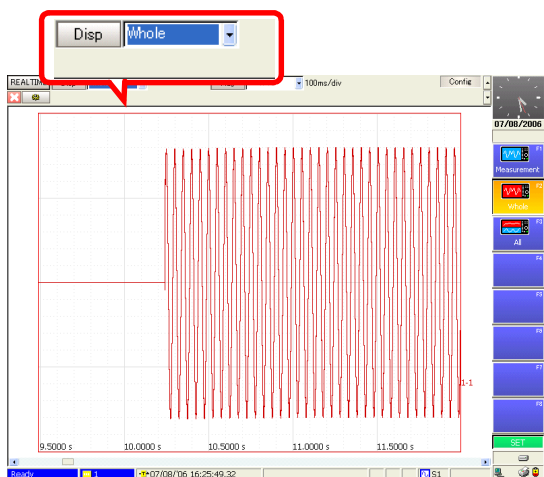 Disp Whole
REALTIME
100ms/div
Config
07/08/2006
F1
Measurement
F2
Whole
F3
All
F4
F5
F6
F7
F8
1-1
9.5000 s 10.0000 s 10.5000 s 11.0000 s 11.5000 s
SET
Ready 1 07/08/'06 16:25:49.32 S1